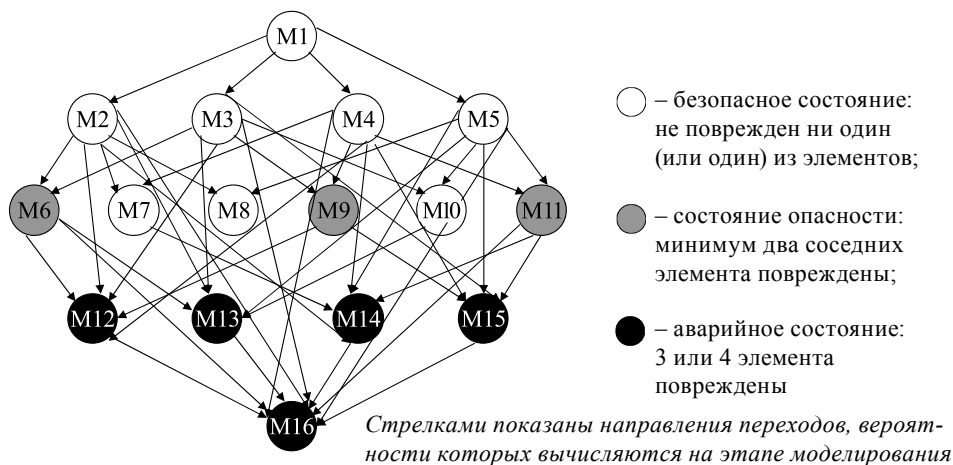 M1
M2 M3 M4 M5
M6 M7 M8 M9 M10 M11
M12 M13 M14 M15
M16
– безопасное состояние:
не поврежден ни один
(или один) из элементов;
– состояние опасности:
минимум два соседних
элемента повреждены;
– аварийное состояние:
3 или 4 элемента
повреждены
Стрелками показаны направления переходов, вероят-
ности которых вычисляются на этапе моделирования